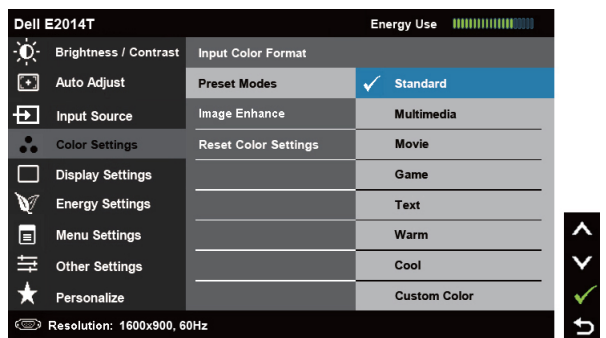 Dell E2014T
Energy Use
Brightness / Contrast
Auto Adjust
Input Source
Color Settings
Display Settings
Energy Settings
Menu Settings
Other Settings
Personalize
Input Color Format
Preset Modes
Image Enhance
Reset Color Settings
Standard
Multimedia
Movie
Game
Text
Warm
Cool
Custom Color
Resolution: 1600x900, 60Hz